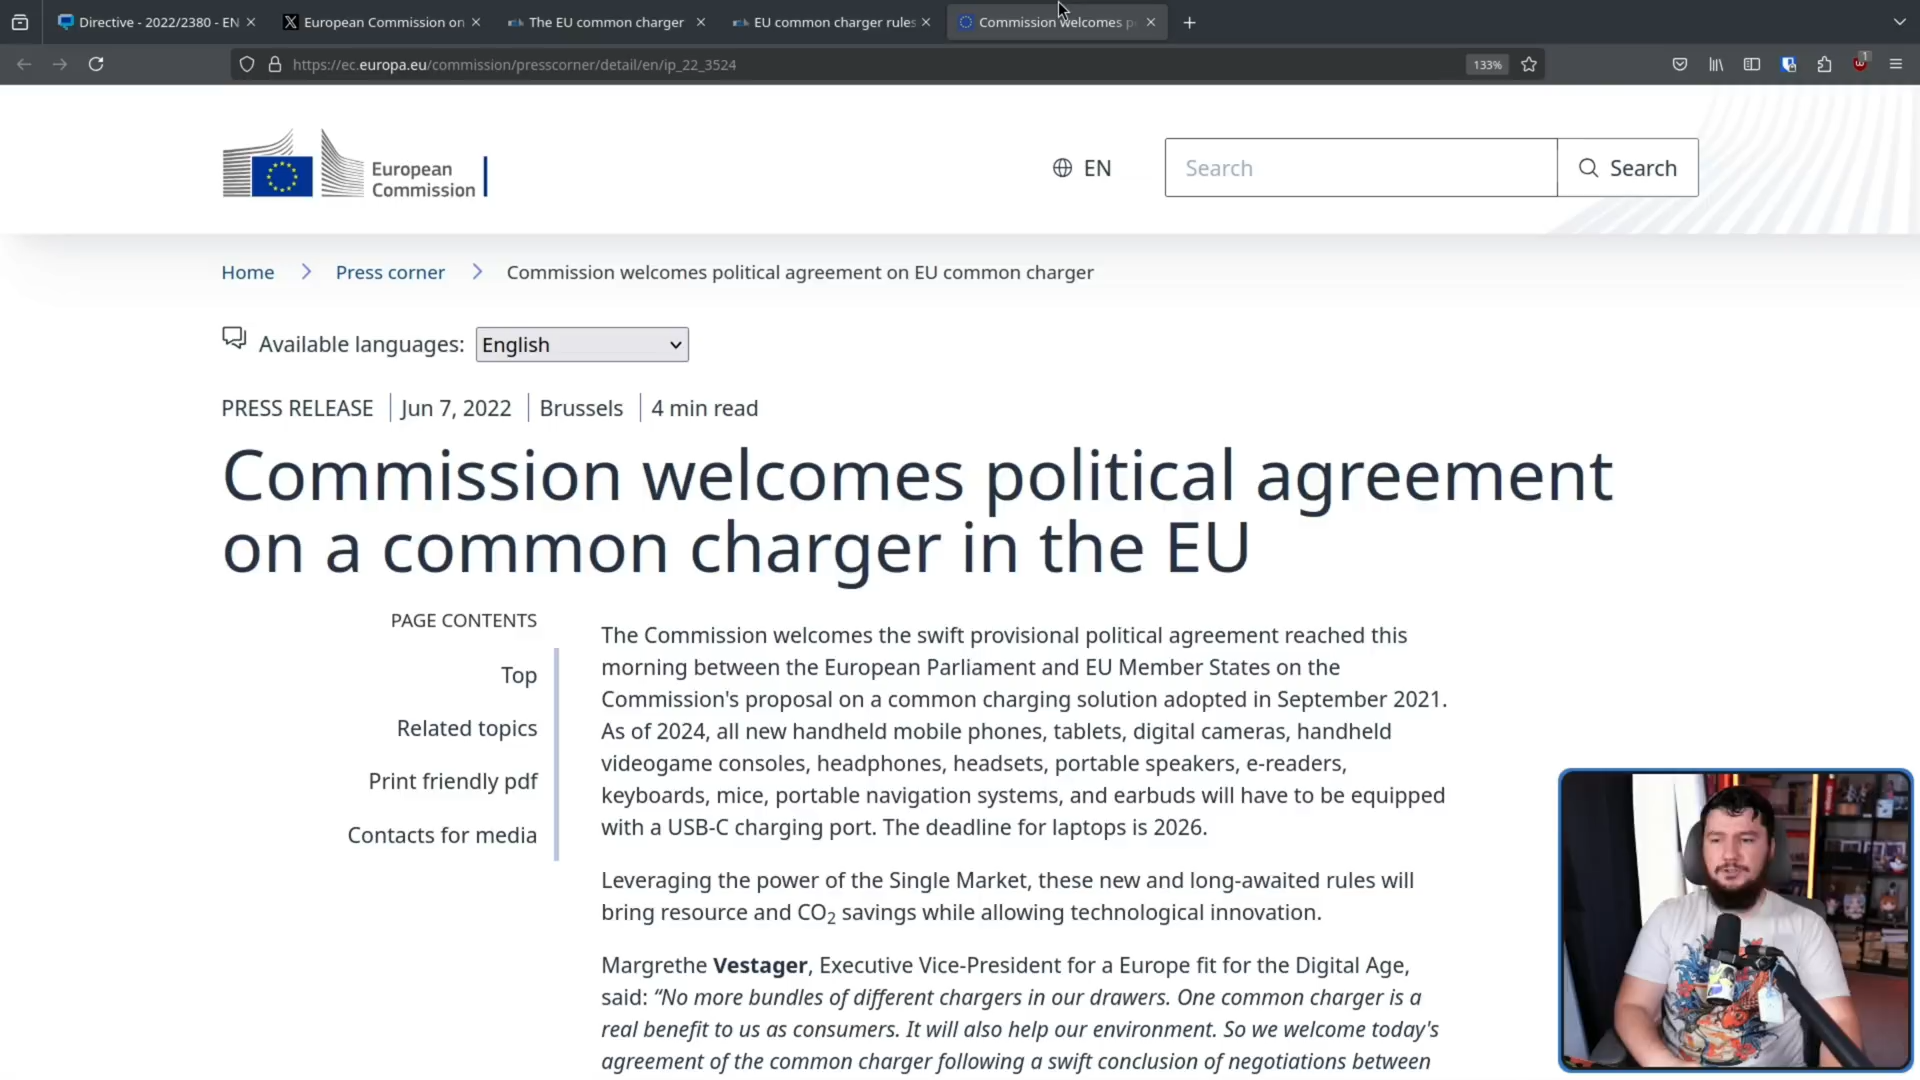 Directive - 2022/2380 - EN
European Commission on
The EU common charger
EU common charger rules
Commission welcomes p
https://ec.europa.eu/commission/presscorner/detail/en/ip_22_3524
133%
1
European
Commission
EN
Search
Search
Home
Press corner
Commission welcomes political agreement on EU common charger
Available languages:
English
PRESS RELEASE
Jun 7, 2022
Brussels
4 min read
Commission welcomes political agreement
on a common charger in the EU
PAGE CONTENTS
Top
Related topics
Print friendly pdf
Contacts for media
The Commission welcomes the swift provisional political agreement reached this
morning between the European Parliament and EU Member States on the
Commission's proposal on a common charging solution adopted in September 2021.
As of 2024, all new handheld mobile phones, tablets, digital cameras, handheld
videogame consoles, headphones, headsets, portable speakers, e-readers,
keyboards, mice, portable navigation systems, and earbuds will have to be equipped
with a USB-C charging port. The deadline for laptops is 2026.
Leveraging the power of the Single Market, these new and long-awaited rules will
bring resource and CO₂ savings while allowing technological innovation.
Margrethe Vestager, Executive Vice-President for a Europe fit for the Digital Age,
said: “No more bundles of different chargers in our drawers. One common charger is a
real benefit to us as consumers. It will also help our environment. So we welcome today's
agreement of the common charger following a swift conclusion of negotiations between